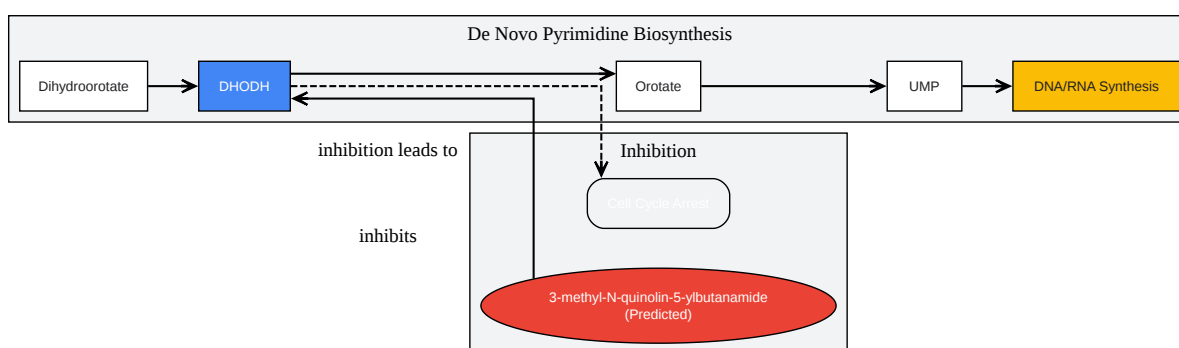 De Novo Pyrimidine Biosynthesis
Dihydroorotate
DHODH
Orotate
UMP
DNA/RNA Synthesis
inhibition leads to
Inhibition
Cell Cycle Arrest
inhibits
3-methyl-N-quinolin-5-ylbutanamide
(Predicted)